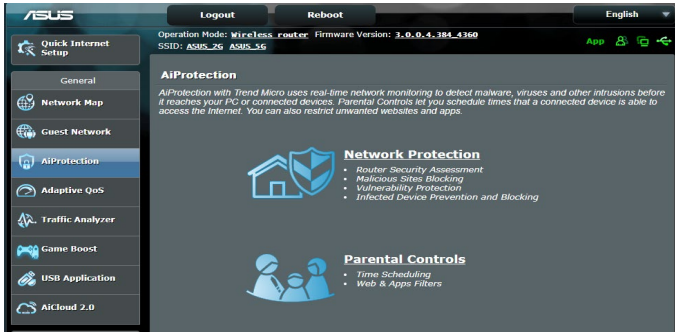 ASUS
Logout
Reboot
English
Quick Internet
Setup
Operation Mode: Wireless router Firmware Version: 3.0.0.4.384_4360
SSID: ASUS_2G ASUS_5G
App
General
Network Map
Guest Network
AiProtection
Adaptive QoS
Traffic Analyzer
Game Boost
USB Application
AiCloud 2.0
AiProtection
AiProtection with Trend Micro uses real-time network monitoring to detect malware, viruses and other intrusions before
it reaches your PC or connected devices. Parental Controls let you schedule times that a connected device is able to
access the Internet. You can also restrict unwanted websites and apps.
Network Protection
• Router Security Assessment
• Malicious Sites Blocking
• Vulnerability Protection
• Infected Device Prevention and Blocking
Parental Controls
• Time Scheduling
• Web & Apps Filters